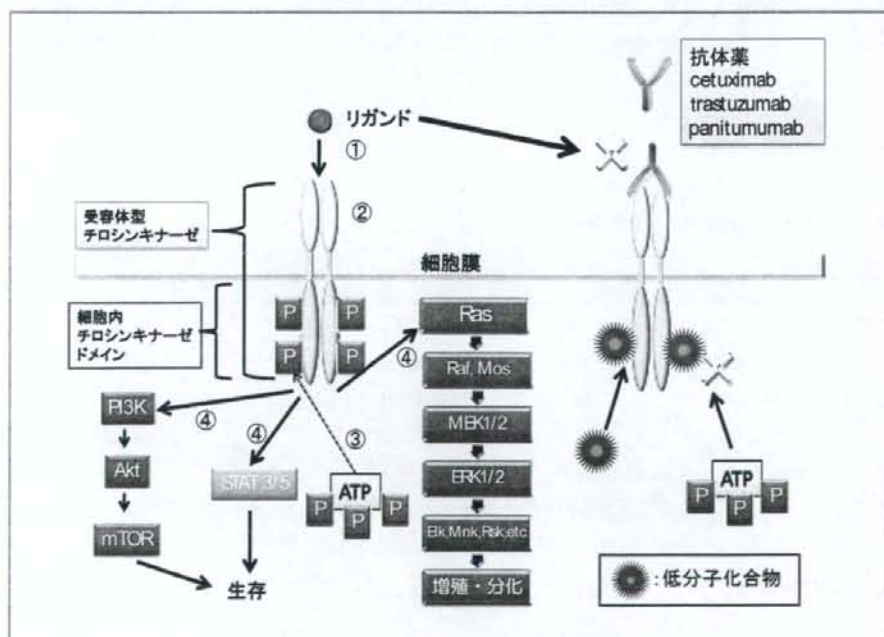 抗体薬
cetuximab
trastuzumab
panitumumab
リガンド
①
②
受容体型
チロシンキナーゼ
細胞膜
細胞内
チロシンキナーゼ
ドメイン
P
P
P
P
Ras
④
Raf, Mos
PI3K
④
④
③
MEK1/2
Akt
STAT3/5
ATP
P
P
P
ERK1/2
ATP
P
P
P
mTOR
Elk,Mnk,Rsk,etc
生存
増殖・分化
:低分子化合物